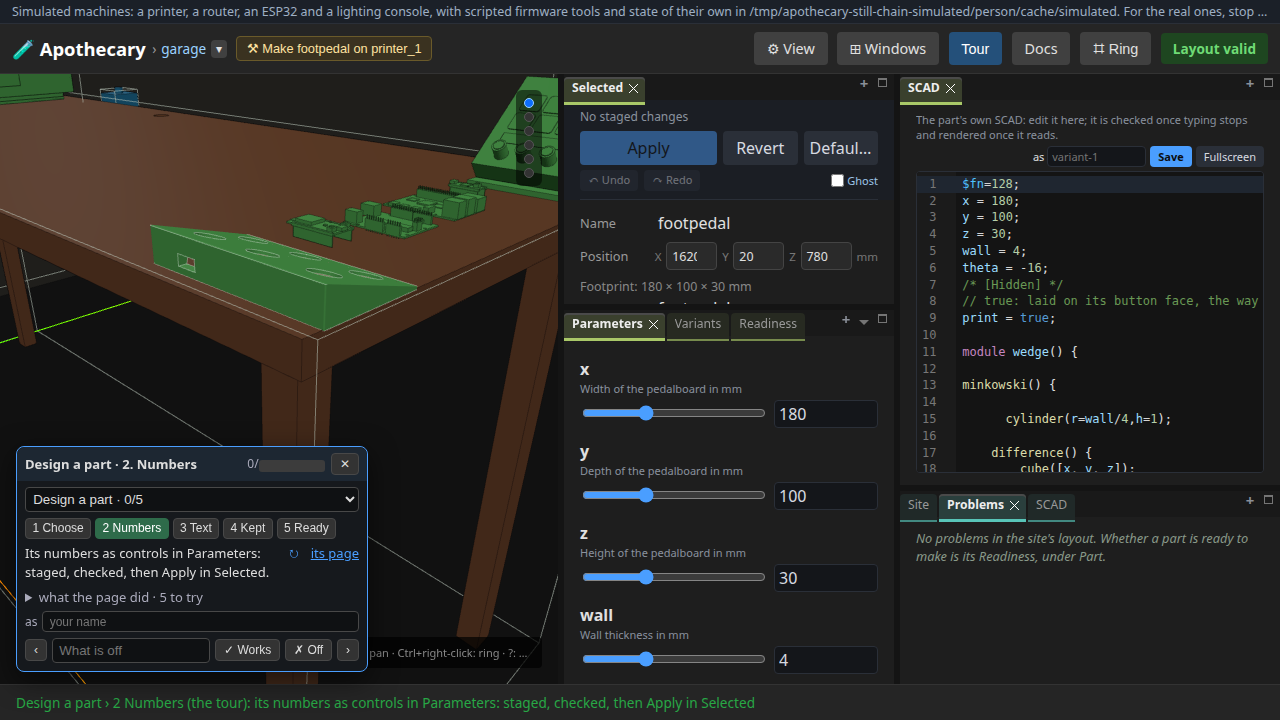 Simulated machines: a printer, a router, an ESP32 and a lighting console, with scripted firmware tools and state of their own in /tmp/apothecary-still-chain-simulated/person/cache/simulated. For the real ones, stop ...
Apothecary › garage ▾
⚒ Make footpedal on printer_1
⚙ View
⊞ Windows
Tour
Docs
⌗ Ring
Layout valid
Selected
No staged changes
Apply
Revert
Defaul...
↶ Undo
↷ Redo
Ghost
Name footpedal
Position X 1620 Y 20 Z 780 mm
Footprint: 180 × 100 × 30 mm
Parameters
Variants
Readiness
x
Width of the pedalboard in mm
180
y
Depth of the pedalboard in mm
100
z
Height of the pedalboard in mm
30
wall
Wall thickness in mm
4
SCAD
The part's own SCAD: edit it here; it is checked once typing stops
and rendered once it reads.
as variant-1 Save Fullscreen
1 $fn=128;
2 x = 180;
3 y = 100;
4 z = 30;
5 wall = 4;
6 theta = -16;
7 /* [Hidden] */
8 // true: laid on its button face, the way
9 print = true;
10
11 module wedge() {
12
13 minkowski() {
14
15 cylinder(r=wall/4,h=1);
16
17 difference() {
18 cube([x, y, z]);
Site
Problems
SCAD
No problems in the site's layout. Whether a part is ready to
make is its Readiness, under Part.
Design a part · 2. Numbers 0/
Design a part · 0/5
1 Choose
2 Numbers
3 Text
4 Kept
5 Ready
Its numbers as controls in Parameters: ↻ its page
staged, checked, then Apply in Selected.
▶ what the page did · 5 to try
as your name
‹ What is off ✓ Works ✗ Off ›
pan · Ctrl+right-click: ring · ?: ...
Design a part › 2 Numbers (the tour): its numbers as controls in Parameters: staged, checked, then Apply in Selected